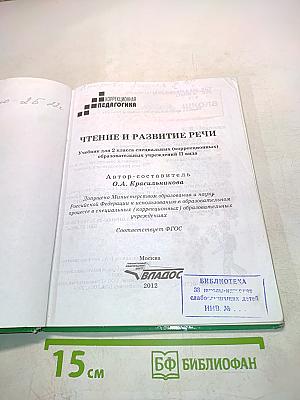 КОРРЕКЦИОННАЯ
ПЕДАГОГИКА
ЧТЕНИЕ И РАЗВИТИЕ РЕЧИ
Учебник для 2 класса специальных (коррекционных)
образовательных учреждений II вида
Автор-составитель
О.А. Красильникова
Допущено Министерством образования и науки
Российской Федерации к использованию в образовательном
процессе в специальных (коррекционных) образовательных
учреждениях
Соответствует ФГОС
Москва
ВЛАДОС
2012
БИБЛИОТЕКА
слабослышащих детей
ИНВ. №
15 см
БФ БИБЛИОФАН